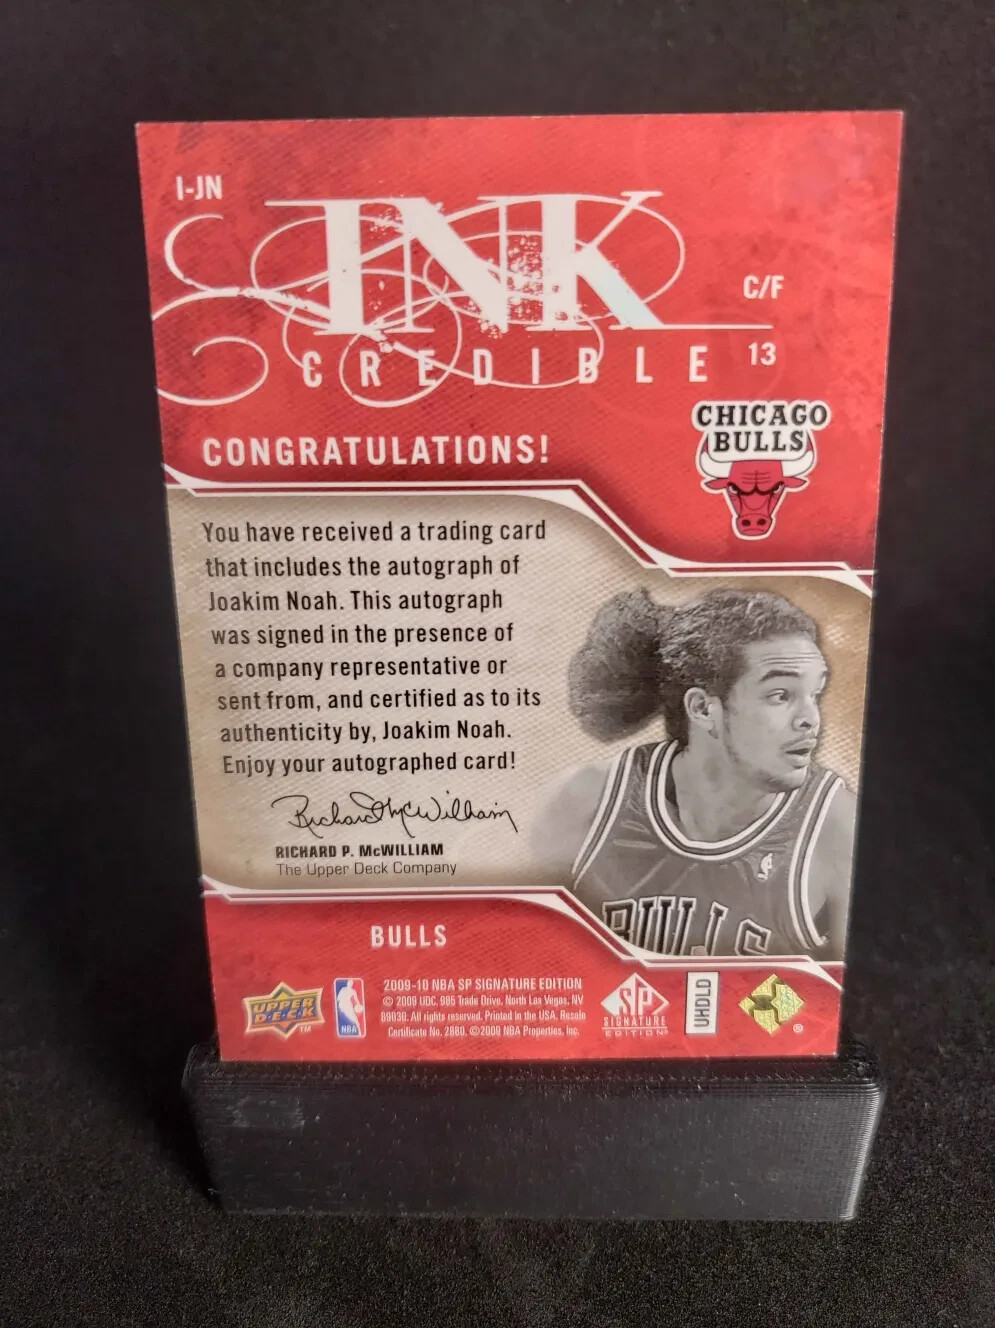 I-JN
INK
CREDIBLE
C/F
13
CHICAGO
BULLS
CONGRATULATIONS!
You have received a trading card
that includes the autograph of
Joakim Noah. This autograph
was signed in the presence of
a company representative or
sent from, and certified as to its
authenticity by, Joakim Noah.
Enjoy your autographed card!
Richard McWilliam
RICHARD P. McWILLIAM
The Upper Deck Company
BULLS
BULLS
UPPER
DECK
TM
NBA
2009-10 NBA SP SIGNATURE EDITION
© 2009 UDC. 985 Trade Drive. North Las Vegas, NV
89030. All rights reserved. Printed in the USA. Resale
Certificate No. 2880. ©2009 NBA Properties, Inc.
SP
SIGNATURE
EDITION®
UHDLD
®